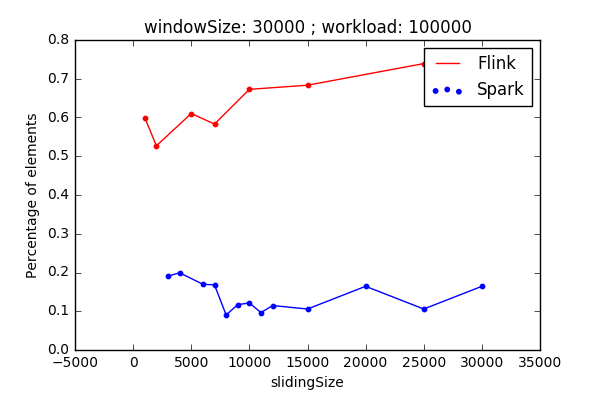 windowSize: 30000 ; workload: 100000
0.8
0.7
0.6
0.5
0.4
0.3
0.2
0.1
0.0
Percentage of elements
Flink
Spark
−5000 0 5000 10000 15000 20000 25000 30000 35000
slidingSize